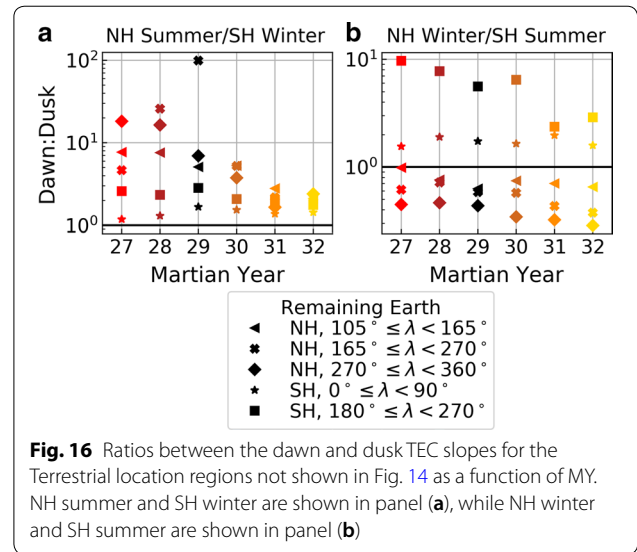 a
NH Summer/SH Winter
Dawn:Dusk
10²
10¹
10⁰
27 28 29 30 31 32
Martian Year
b
NH Winter/SH Summer
10¹
10⁰
27 28 29 30 31 32
Martian Year
Remaining Earth
NH, 105° ≤ λ < 165°
NH, 165° ≤ λ < 270°
NH, 270° ≤ λ < 360°
SH, 0° ≤ λ < 90°
SH, 180° ≤ λ < 270°
Fig. 16 Ratios between the dawn and dusk TEC slopes for the
Terrestrial location regions not shown in Fig. 14 as a function of MY.
NH summer and SH winter are shown in panel (a), while NH winter
and SH summer are shown in panel (b)